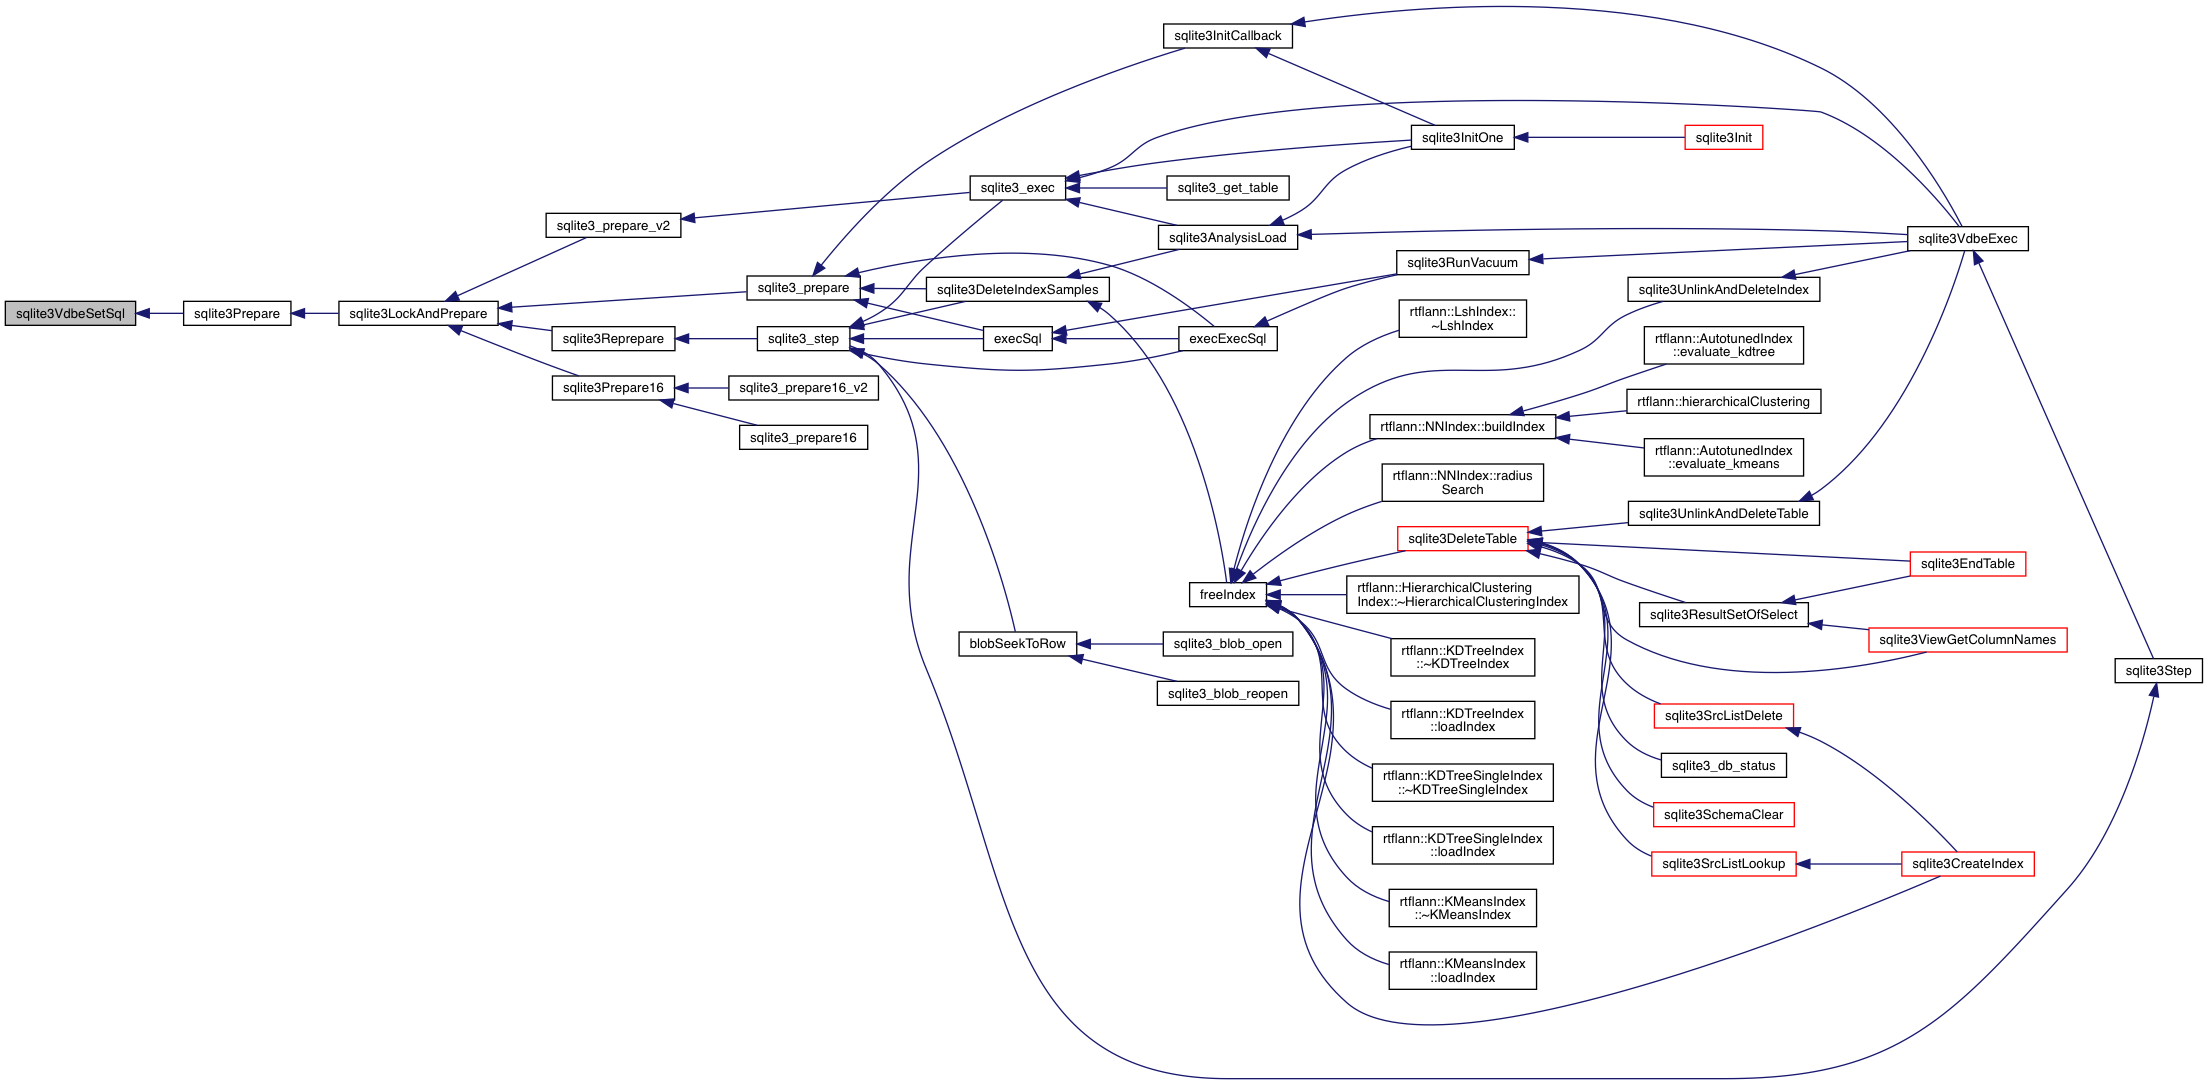 sqlite3VdbeSetSql
sqlite3Prepare
sqlite3LockAndPrepare
sqlite3_prepare_v2
sqlite3Reprepare
sqlite3Prepare16
sqlite3_prepare
sqlite3_step
sqlite3_prepare16_v2
sqlite3_prepare16
sqlite3_exec
sqlite3DeleteIndexSamples
execSql
blobSeekToRow
sqlite3InitCallback
sqlite3_get_table
sqlite3AnalysisLoad
execExecSql
freeIndex
sqlite3_blob_open
sqlite3_blob_reopen
sqlite3InitOne
sqlite3RunVacuum
rtflann::LshIndex::
~LshIndex
rtflann::NNIndex::buildIndex
rtflann::NNIndex::radius
Search
sqlite3DeleteTable
rtflann::HierarchicalClustering
Index::~HierarchicalClusteringIndex
rtflann::KDTreeIndex
::~KDTreeIndex
rtflann::KDTreeIndex
::loadIndex
rtflann::KDTreeSingleIndex
::~KDTreeSingleIndex
rtflann::KDTreeSingleIndex
::loadIndex
rtflann::KMeansIndex
::~KMeansIndex
rtflann::KMeansIndex
::loadIndex
sqlite3Init
sqlite3UnlinkAndDeleteIndex
rtflann::AutotunedIndex
::evaluate_kdtree
rtflann::hierarchicalClustering
rtflann::AutotunedIndex
::evaluate_kmeans
sqlite3UnlinkAndDeleteTable
sqlite3ResultSetOfSelect
sqlite3SrcListDelete
sqlite3_db_status
sqlite3SchemaClear
sqlite3SrcListLookup
sqlite3VdbeExec
sqlite3EndTable
sqlite3ViewGetColumnNames
sqlite3CreateIndex
sqlite3Step